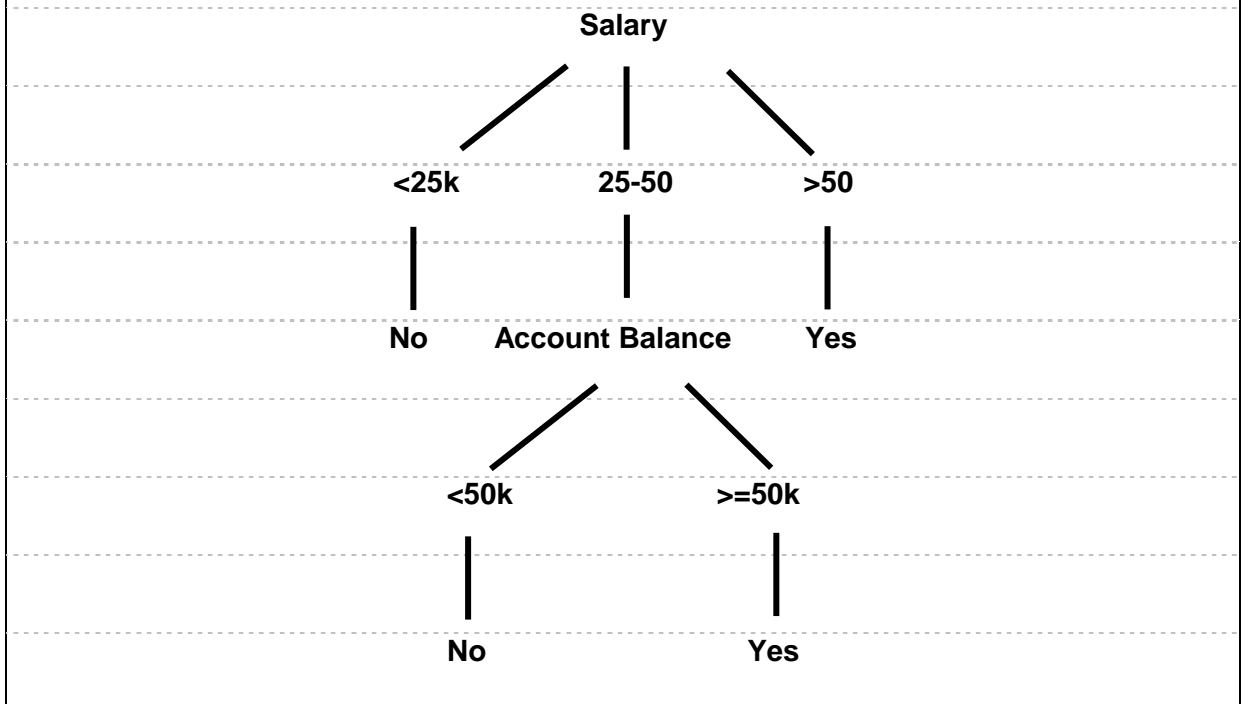 Salary
<25k 25-50 >50
No Account Balance Yes
<50k >=50k
No Yes